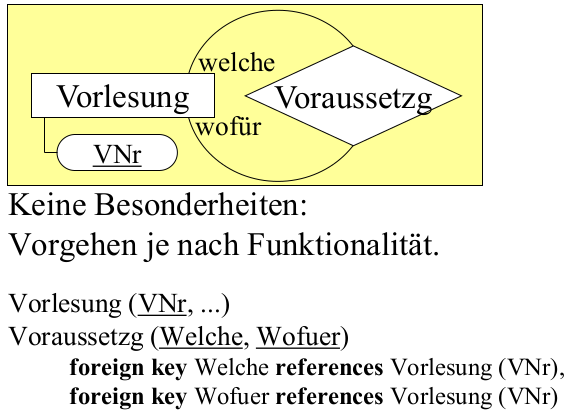 welche
Vorlesung
Voraussetzg
wofür
VNr
Keine Besonderheiten:
Vorgehen je nach Funktionalität.
Vorlesung (VNr, ...)
Voraussetzg (Welche, Wofuer)
foreign key Welche references Vorlesung (VNr),
foreign key Wofuer references Vorlesung (VNr)